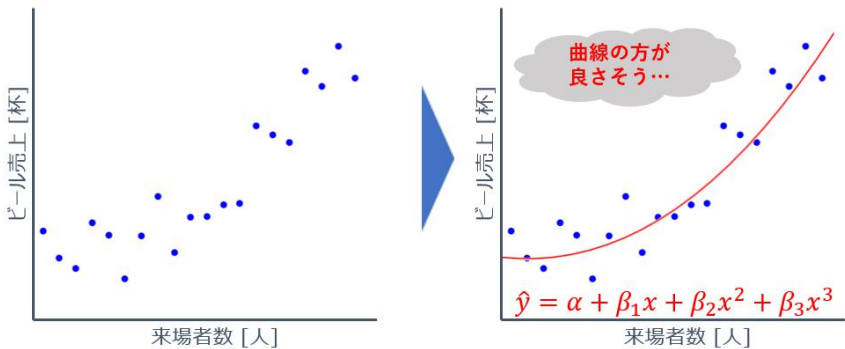 ビール売上 [杯]
来場者数 [人]
曲線の方が
良さそう…
ビール売上 [杯]
ŷ = α + β₁x + β₂x² + β₃x³
来場者数 [人]